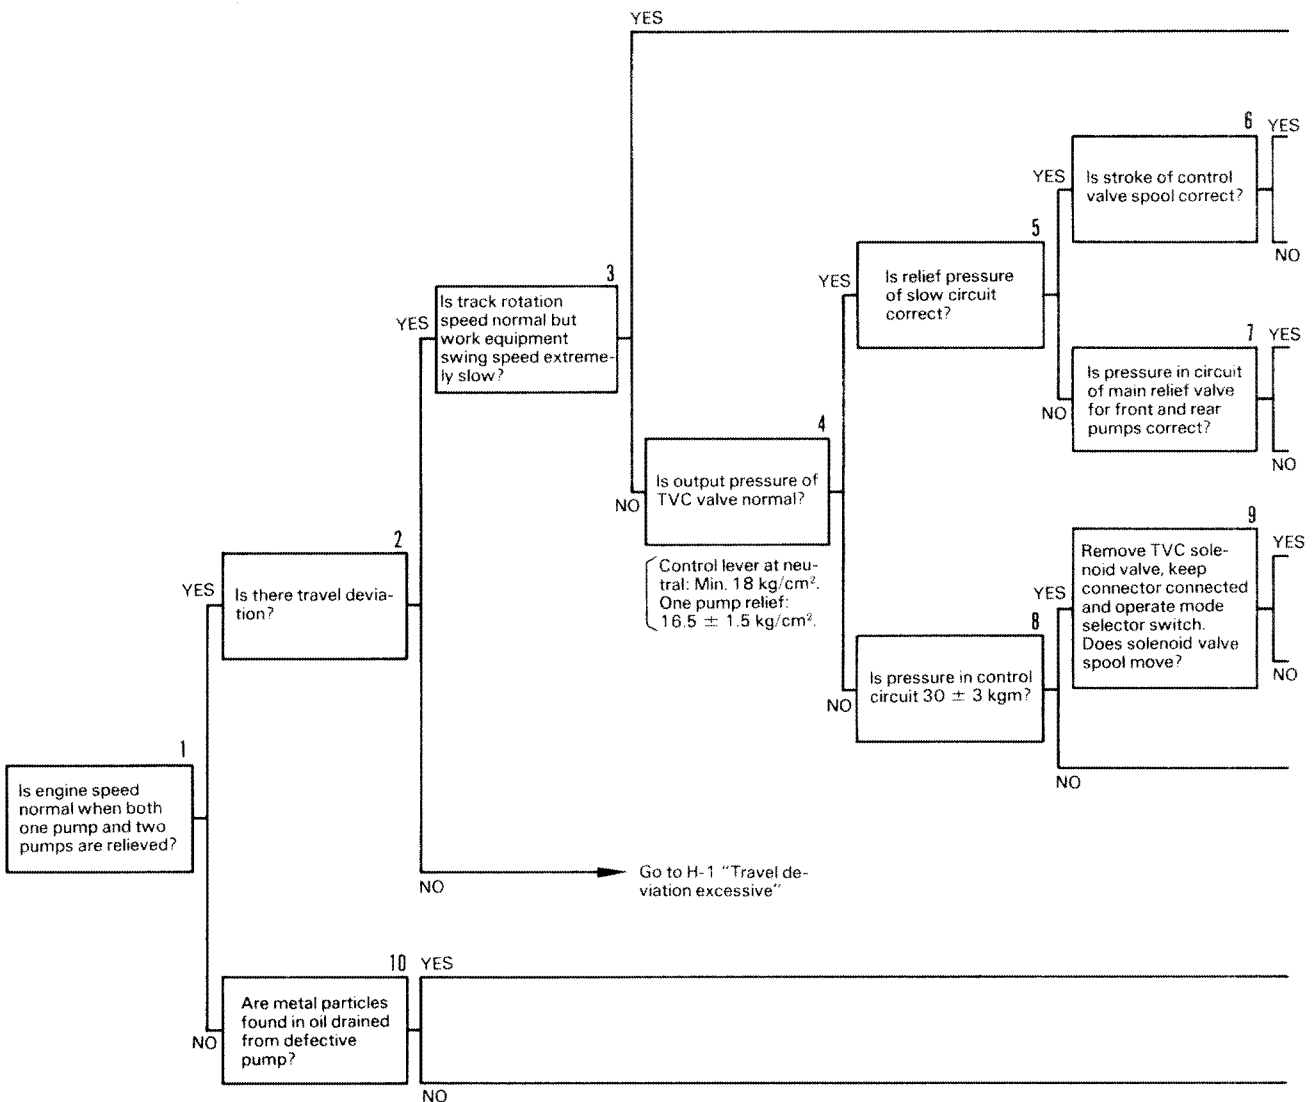 YES
6
YES
Is stroke of control
valve spool correct?
YES
NO
5
Is relief pressure
of slow circuit
correct?
YES
3
Is track rotation
speed normal but
work equipment
swing speed extreme-
ly slow?
YES
7
YES
Is pressure in circuit
of main relief valve
for front and rear
pumps correct?
NO
NO
4
Is output pressure of
TVC valve normal?
NO
Control lever at neu-
tral: Min. 18 kg/cm².
One pump relief:
16.5 ± 1.5 kg/cm².
9
YES
Remove TVC sole-
noid valve, keep
connector connected
and operate mode
selector switch.
Does solenoid valve
spool move?
YES
NO
2
Is there travel devia-
tion?
YES
8
Is pressure in control
circuit 30 ± 3 kgm?
NO
NO
1
Is engine speed
normal when both
one pump and two
pumps are relieved?
Go to H-1 "Travel de-
viation excessive"
NO
10
YES
Are metal particles
found in oil drained
from defective
pump?
NO
NO